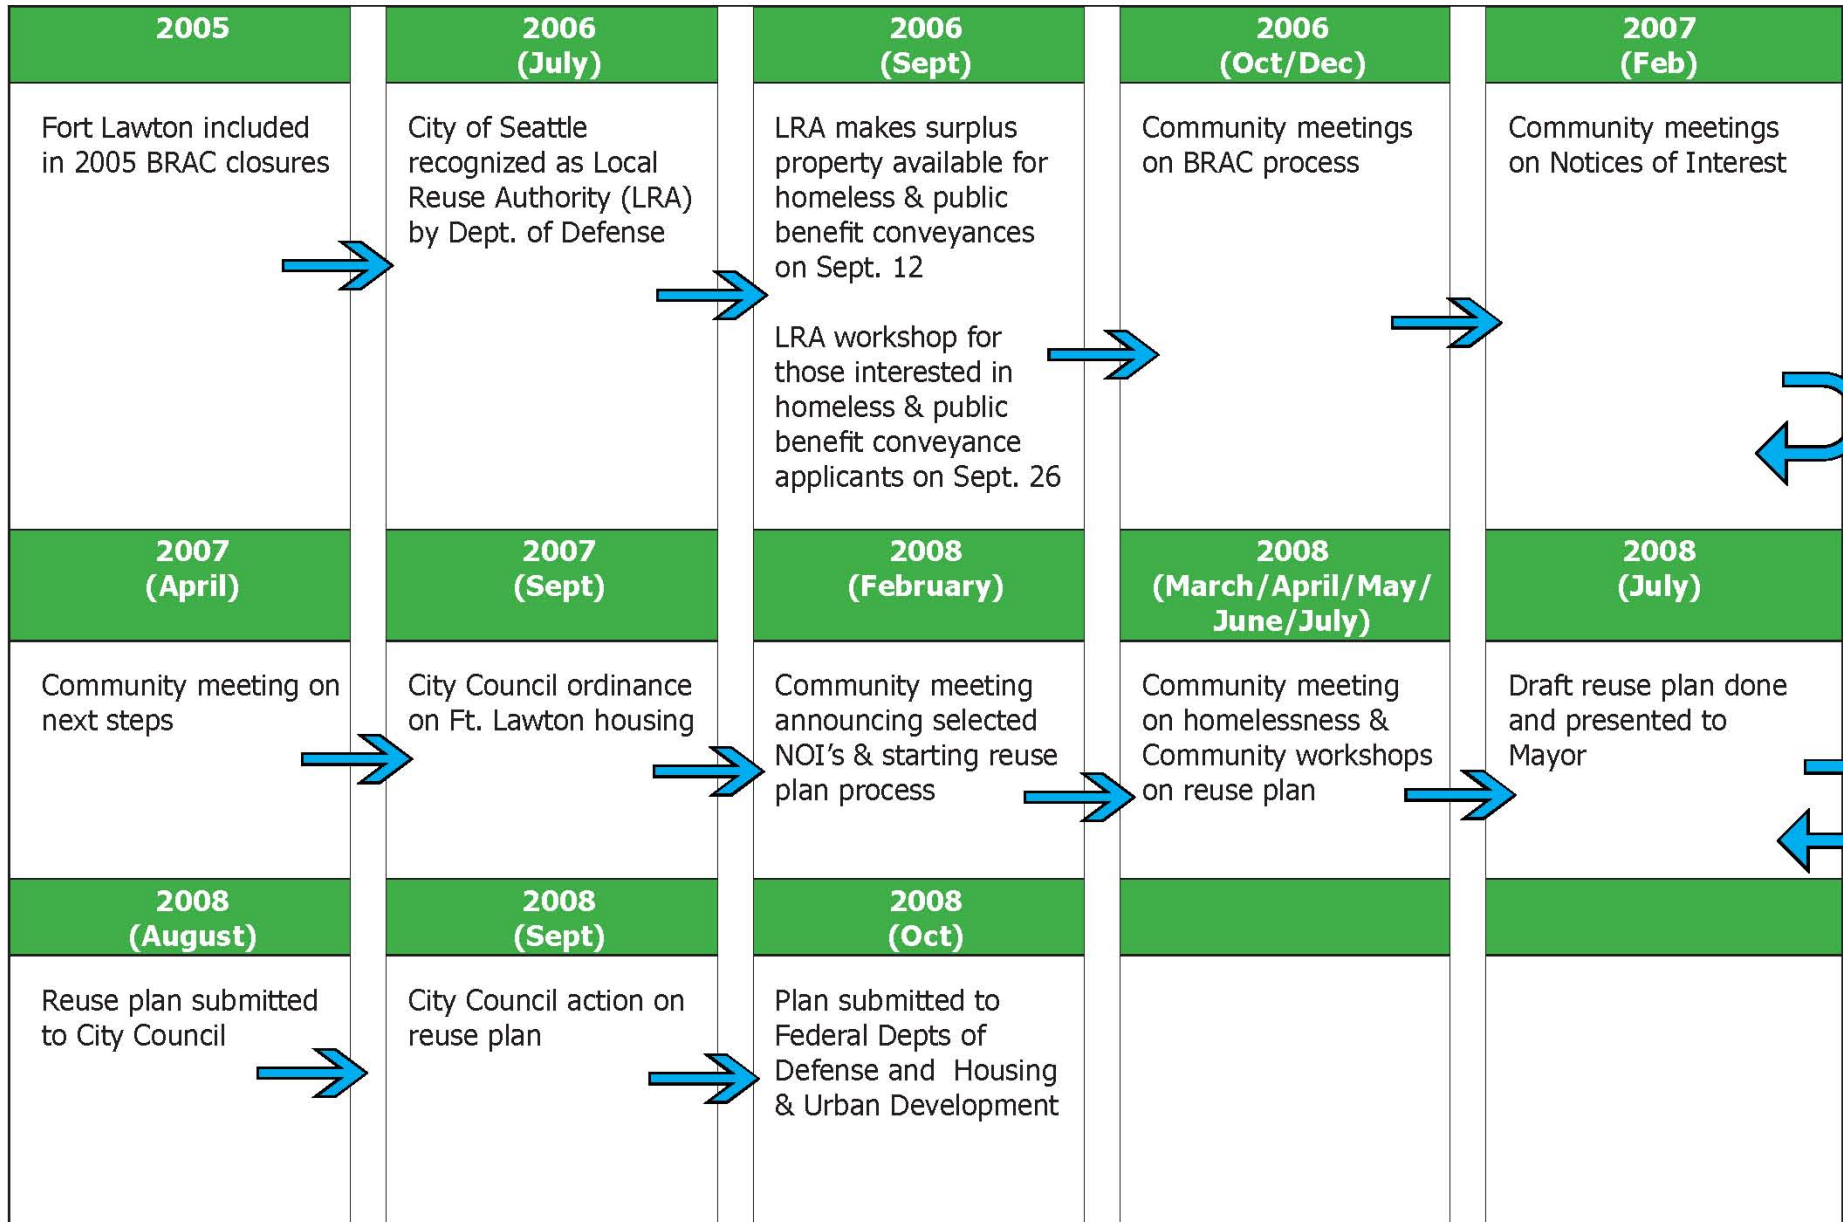 2005
Fort Lawton included
in 2005 BRAC closures
2006
(July)
City of Seattle
recognized as Local
Reuse Authority (LRA)
by Dept. of Defense
2006
(Sept)
LRA makes surplus
property available for
homeless & public
benefit conveyances
on Sept. 12
LRA workshop for
those interested in
homeless & public
benefit conveyance
applicants on Sept. 26
2006
(Oct/Dec)
Community meetings
on BRAC process
2007
(Feb)
Community meetings
on Notices of Interest
2007
(April)
Community meeting on
next steps
2007
(Sept)
City Council ordinance
on Ft. Lawton housing
2008
(February)
Community meeting
announcing selected
NOI's & starting reuse
plan process
2008
(March/April/May/
June/July)
Community meeting
on homelessness &
Community workshops
on reuse plan
2008
(July)
Draft reuse plan done
and presented to
Mayor
2008
(August)
Reuse plan submitted
to City Council
2008
(Sept)
City Council action on
reuse plan
2008
(Oct)
Plan submitted to
Federal Depts of
Defense and  Housing
& Urban Development